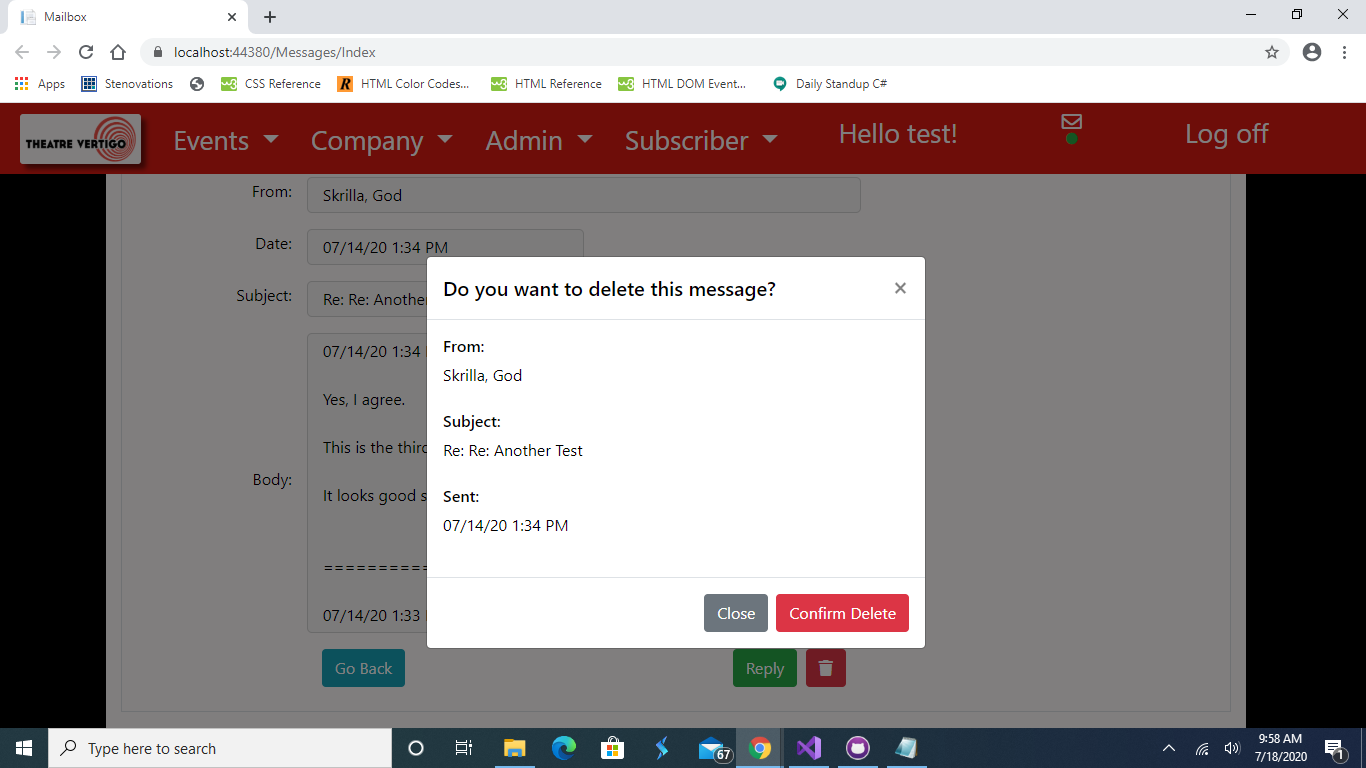 Mailbox
localhost:44380/Messages/Index
Apps Stenovations CSS Reference HTML Color Codes... HTML Reference HTML DOM Event... Daily Standup C#
THEATRE VERTIGO Events Company Admin Subscriber Hello test! Log off
From: Skrilla, God
Date: 07/14/20 1:34 PM
Subject: Re: Re: Anothe
Body:
07/14/20 1:34
Yes, I agree.
This is the third
It looks good s
==========
07/14/20 1:33
Do you want to delete this message? ×
From:
Skrilla, God
Subject:
Re: Re: Another Test
Sent:
07/14/20 1:34 PM
Close Confirm Delete
Go Back Reply
Type here to search
67
9:58 AM
7/18/2020
1